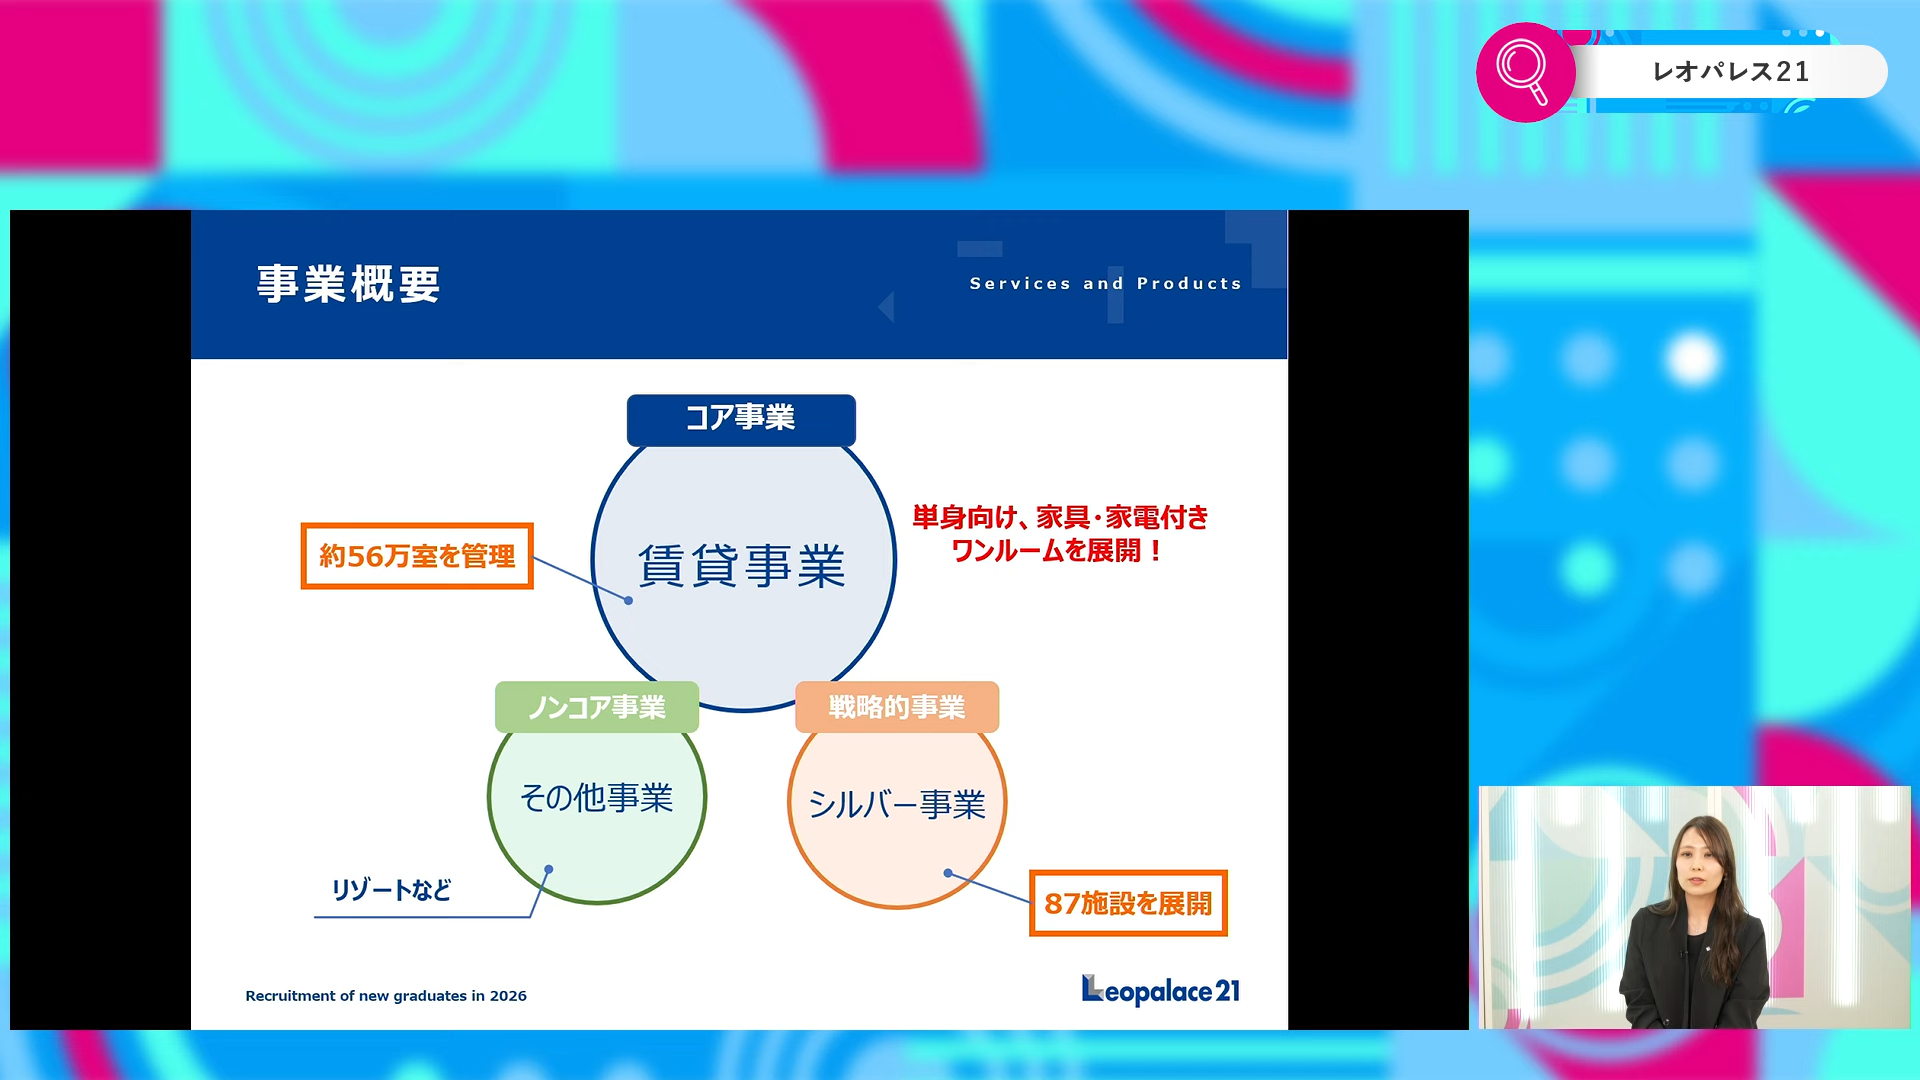 レオパレス21
事業概要
Services and Products
コア事業
賃貸事業
約56万室を管理
単身向け、家具・家電付き
ワンルームを展開！
ノンコア事業
その他事業
リゾートなど
戦略的事業
シルバー事業
87施設を展開
Recruitment of new graduates in 2026
Leopalace21